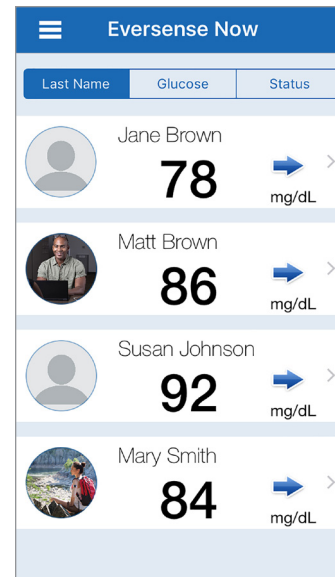 Eversense Now
Last Name Glucose Status
Jane Brown
78
mg/dL
Matt Brown
86
mg/dL
Susan Johnson
92
mg/dL
Mary Smith
84
mg/dL